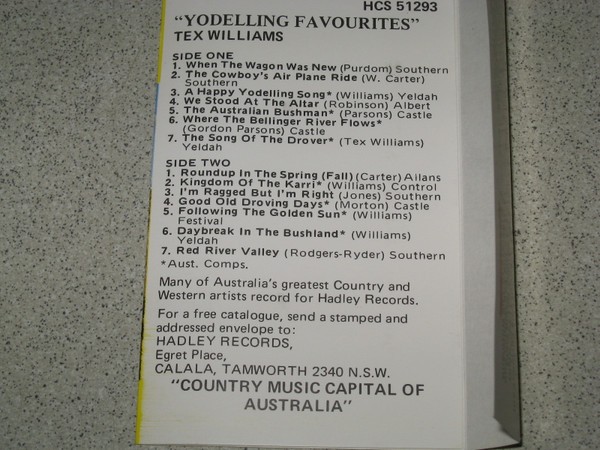 HCS 51293
"YODELLING FAVOURITES"
TEX WILLIAMS
SIDE ONE
1. When The Wagon Was New (Purdom) Southern
2. The Cowboy's Air Plane Ride (W. Carter)
Southern
3. A Happy Yodelling Song* (Williams) Yeldah
4. We Stood At The Altar (Robinson) Albert
5. The Australian Bushman* (Parsons) Castle
6. Where The Bellinger River Flows*
(Gordon Parsons) Castle
7. The Song Of The Drover* (Tex Williams)
Yeldah
SIDE TWO
1. Roundup In The Spring (Fall) (Carter) Ailans
2. Kingdom Of The Karri* (Williams) Control
3. I'm Ragged But I'm Right (Jones) Southern
4. Good Old Droving Days* (Morton) Castle
5. Following The Golden Sun* (Williams)
Festival
6. Daybreak In The Bushland* (Williams)
Yeldah
7. Red River Valley (Rodgers-Ryder) Southern
*Aust. Comps.
Many of Australia's greatest Country and
Western artists record for Hadley Records.
For a free catalogue, send a stamped and
addressed envelope to:
HADLEY RECORDS,
Egret Place,
CALALA, TAMWORTH 2340 N.S.W.
"COUNTRY MUSIC CAPITAL OF
AUSTRALIA"